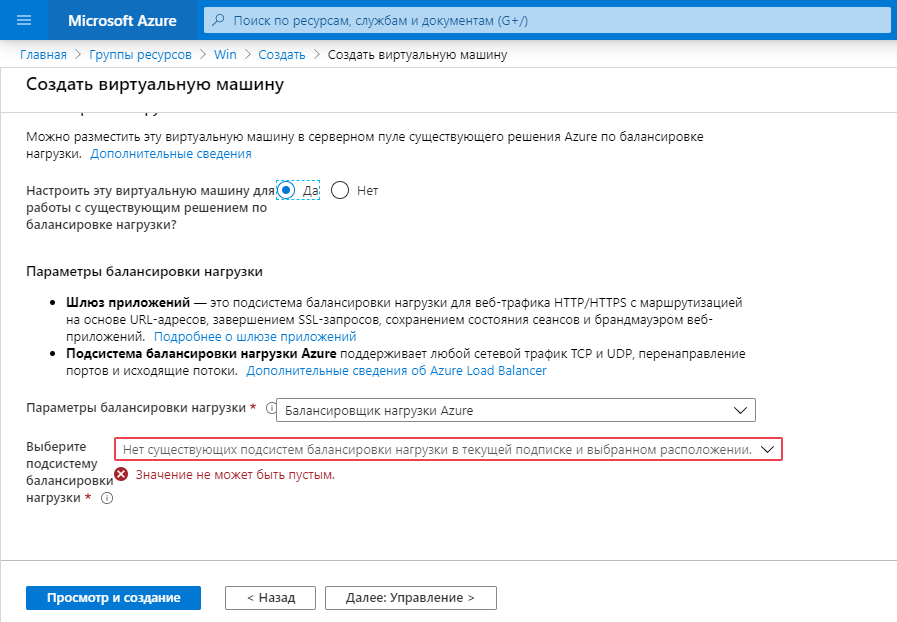 Microsoft Azure
Поиск по ресурсам, службам и документам (G+/)
Главная > Группы ресурсов > Win > Создать > Создать виртуальную машину
Создать виртуальную машину
Можно разместить эту виртуальную машину в серверном пуле существующего решения Azure по балансировке
нагрузки. Дополнительные сведения
Настроить эту виртуальную машину для
работы с существующим решением по
балансировке нагрузки?
Да
Нет
Параметры балансировки нагрузки
• Шлюз приложений — это подсистема балансировки нагрузки для веб-трафика HTTP/HTTPS с маршрутизацией
на основе URL-адресов, завершением SSL-запросов, сохранением состояния сеансов и брандмауэром веб-
приложений. Подробнее о шлюзе приложений
• Подсистема балансировки нагрузки Azure поддерживает любой сетевой трафик TCP и UDP, перенаправление
портов и исходящие потоки. Дополнительные сведения об Azure Load Balancer
Параметры балансировки нагрузки *
Балансировщик нагрузки Azure
Выберите
подсистему
балансировки
нагрузки *
Нет существующих подсистем балансировки нагрузки в текущей подписке и выбранном расположении.
Значение не может быть пустым.
Просмотр и создание
< Назад
Далее: Управление >